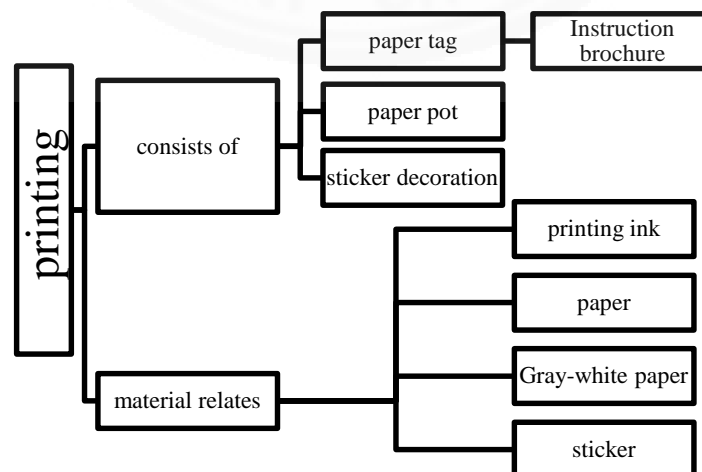 printing
consists of
paper tag
Instruction
brochure
paper pot
sticker decoration
material relates
printing ink
paper
Gray-white paper
sticker